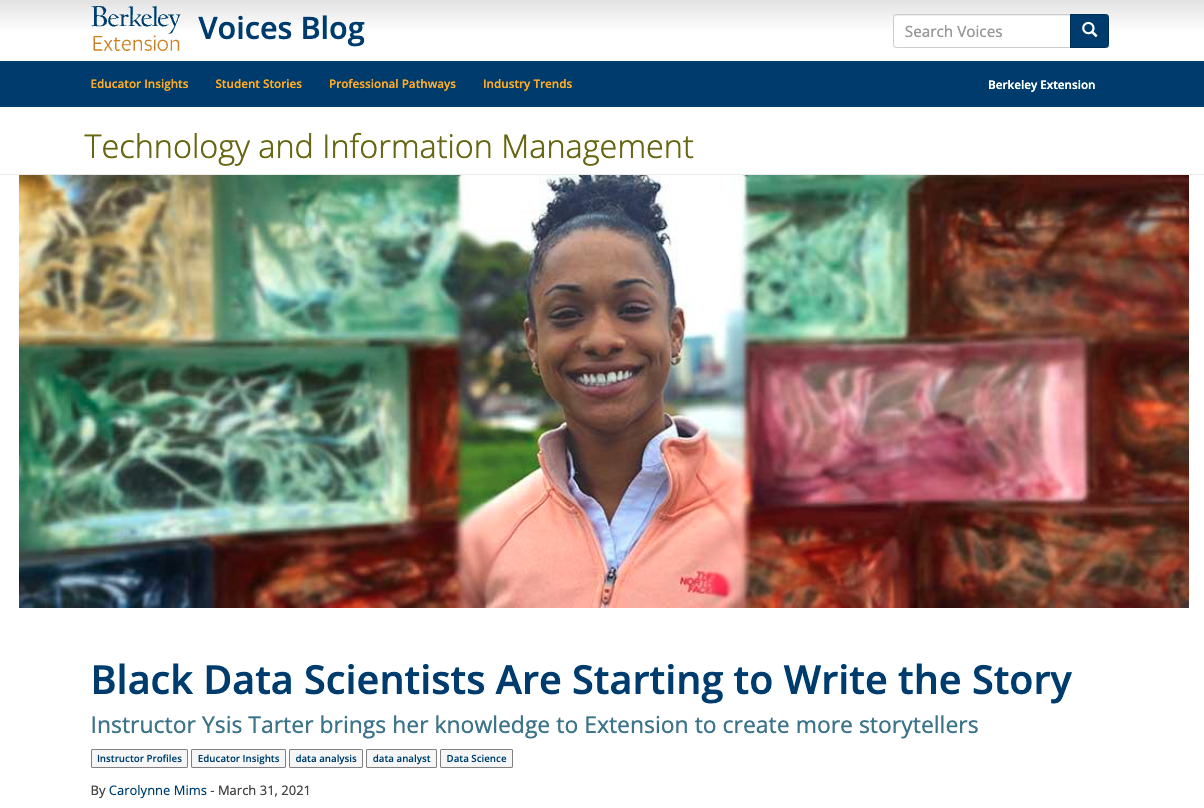 Berkeley
Extension
Voices Blog
Search Voices
Educator Insights Student Stories Professional Pathways Industry Trends Berkeley Extension
Technology and Information Management
THE
NORTH
FACE
Black Data Scientists Are Starting to Write the Story
Instructor Ysis Tarter brings her knowledge to Extension to create more storytellers
Instructor Profiles Educator Insights data analysis data analyst Data Science
By Carolynne Mims - March 31, 2021